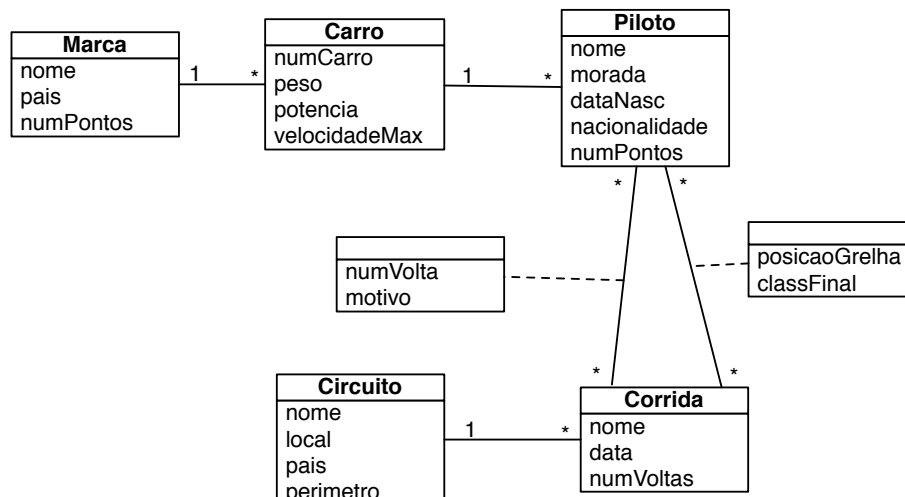 Marca
nome
pais
numPontos
1
*
Carro
numCarro
peso
potencia
velocidadeMax
1
*
Piloto
nome
morada
dataNasc
nacionalidade
numPontos
*
*
numVolta
motivo
posicaoGrelha
classFinal
*
*
Circuito
nome
local
pais
perimetro
1
*
Corrida
nome
data
numVoltas